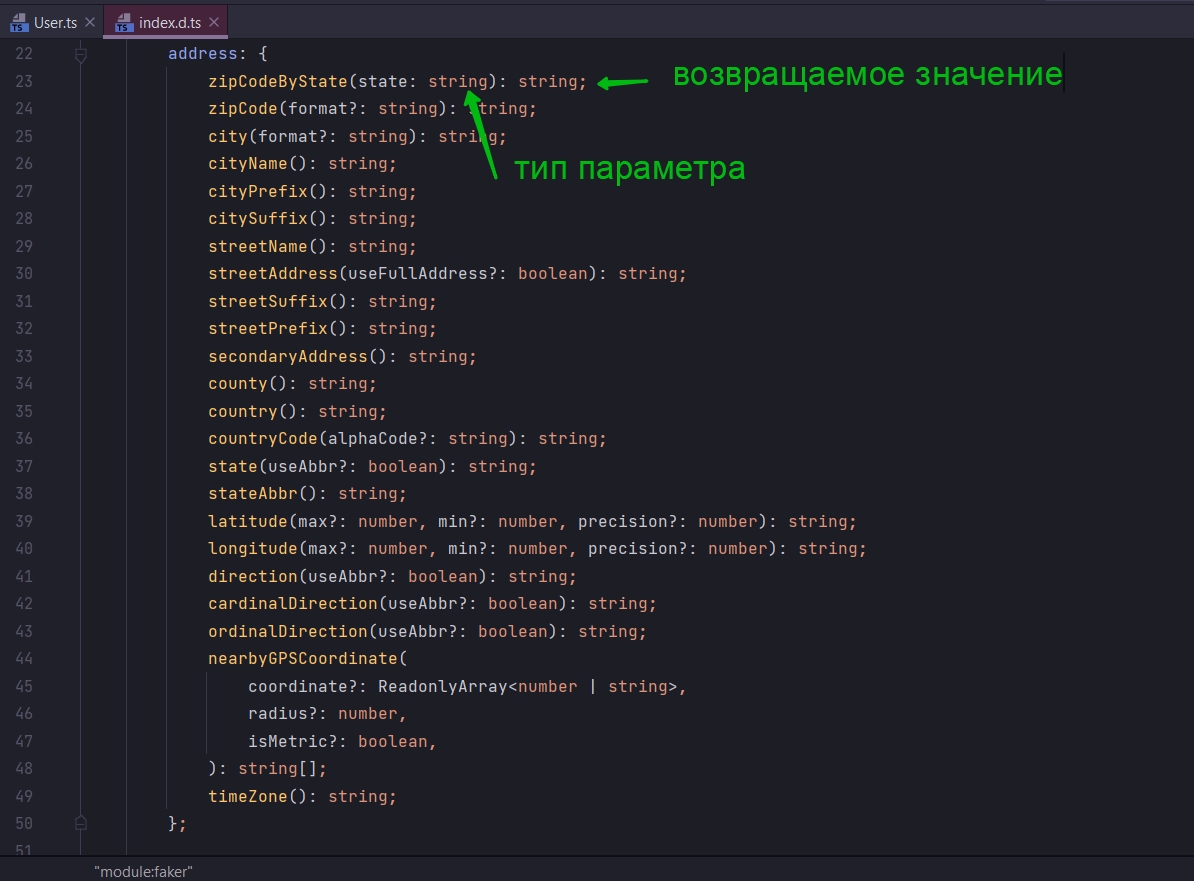 User.ts index.d.ts
22 address: {
23 zipCodeByState(state: string): string; возвращаемое значение
24 zipCode(format?: string): string;
25 city(format?: string): string;
тип параметра
26 cityName(): string;
27 cityPrefix(): string;
28 citySuffix(): string;
29 streetName(): string;
30 streetAddress(useFullAddress?: boolean): string;
31 streetSuffix(): string;
32 streetPrefix(): string;
33 secondaryAddress(): string;
34 county(): string;
35 country(): string;
36 countryCode(alphaCode?: string): string;
37 state(useAbbr?: boolean): string;
38 stateAbbr(): string;
39 latitude(max?: number, min?: number, precision?: number): string;
40 longitude(max?: number, min?: number, precision?: number): string;
41 direction(useAbbr?: boolean): string;
42 cardinalDirection(useAbbr?: boolean): string;
43 ordinalDirection(useAbbr?: boolean): string;
44 nearbyGPSCoordinate(
45 coordinate?: ReadonlyArray<number | string>,
46 radius?: number,
47 isMetric?: boolean,
48 ): string[];
49 timeZone(): string;
50 };
51
"module:faker"